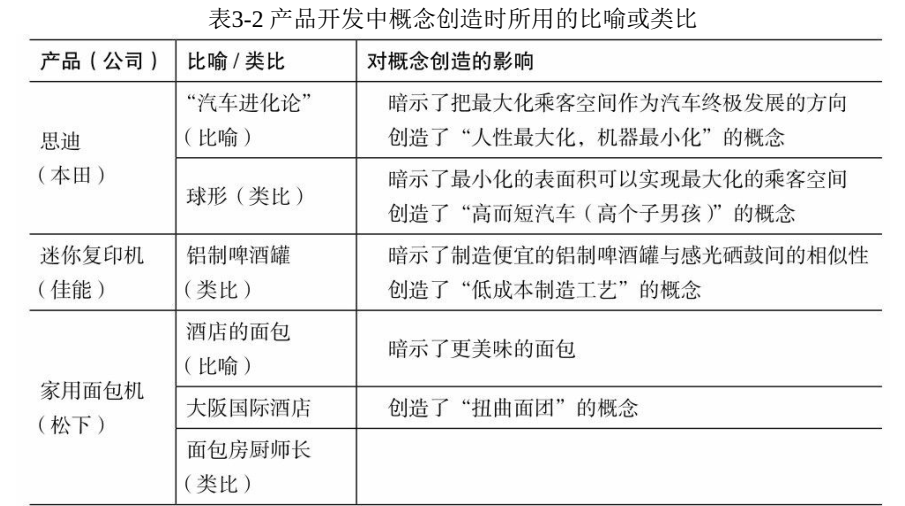 表3-2 产品开发中概念创造时所用的比喻或类比
产品（公司） 比喻/类比 对概念创造的影响
思迪
（本田）
“汽车进化论”
（比喻）
暗示了把最大化乘客空间作为汽车终极发展的方向
创造了“人性最大化，机器最小化”的概念
球形（类比）
暗示了最小化的表面积可以实现最大化的乘客空间
创造了“高而短汽车（高个子男孩）”的概念
迷你复印机
（佳能）
铝制啤酒罐
（类比）
暗示了制造便宜的铝制啤酒罐与感光硒鼓间的相似性
创造了“低成本制造工艺”的概念
家用面包机
（松下）
酒店的面包
（比喻）
暗示了更美味的面包
大阪国际酒店
创造了“扭曲面团”的概念
面包房厨师长
（类比）